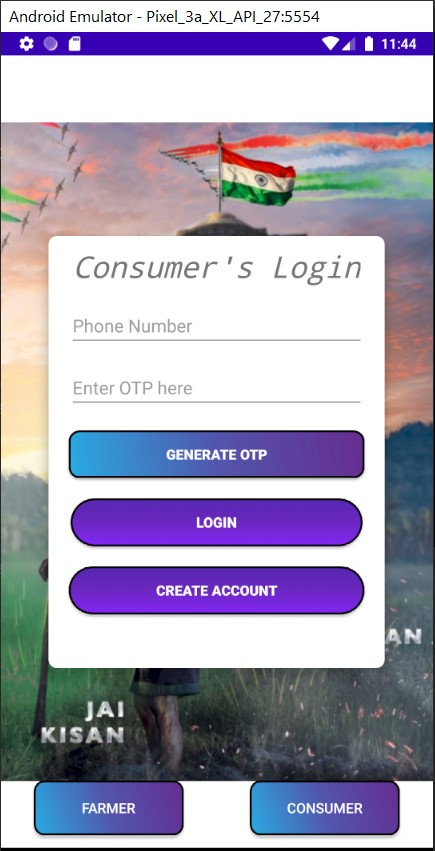 Android Emulator - Pixel_3a_XL_API_27:5554
11:44
Consumer's Login
Phone Number
Enter OTP here
GENERATE OTP
LOGIN
CREATE ACCOUNT
AN
JAI
KISAN
FARMER
CONSUMER